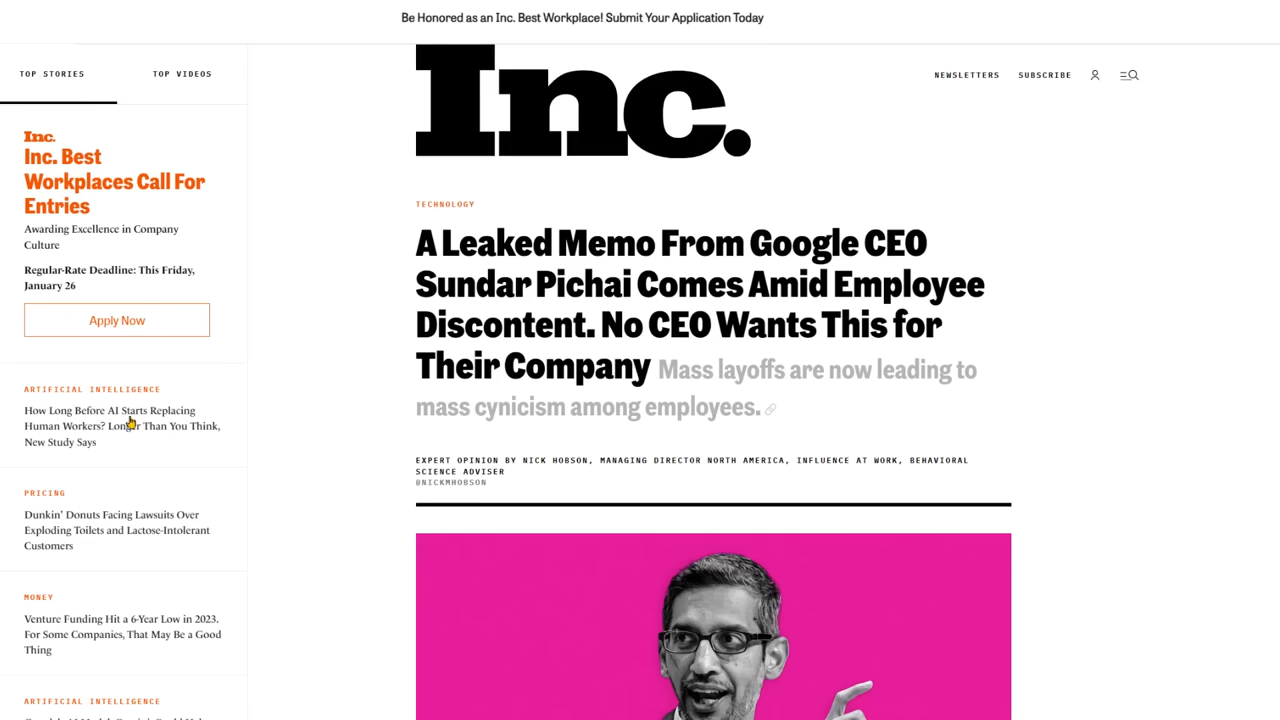 Be Honored as an Inc. Best Workplace! Submit Your Application Today
TOP STORIES
TOP VIDEOS
Inc.
Inc. Best
Workplaces Call For
Entries
Awarding Excellence in Company
Culture
Regular-Rate Deadline: This Friday,
January 26
Apply Now
ARTIFICIAL INTELLIGENCE
How Long Before AI Starts Replacing
Human Workers? Longer Than You Think,
New Study Says
PRICING
Dunkin' Donuts Facing Lawsuits Over
Exploding Toilets and Lactose-Intolerant
Customers
MONEY
Venture Funding Hit a 6-Year Low in 2023.
For Some Companies, That May Be a Good
Thing
ARTIFICIAL INTELLIGENCE
Inc.
NEWSLETTERS
SUBSCRIBE
TECHNOLOGY
A Leaked Memo From Google CEO
Sundar Pichai Comes Amid Employee
Discontent. No CEO Wants This for
Their Company Mass layoffs are now leading to
mass cynicism among employees.
EXPERT OPINION BY NICK HOBSON, MANAGING DIRECTOR NORTH AMERICA, INFLUENCE AT WORK, BEHAVIORAL
SCIENCE ADVISER
@NICKMHOBSON